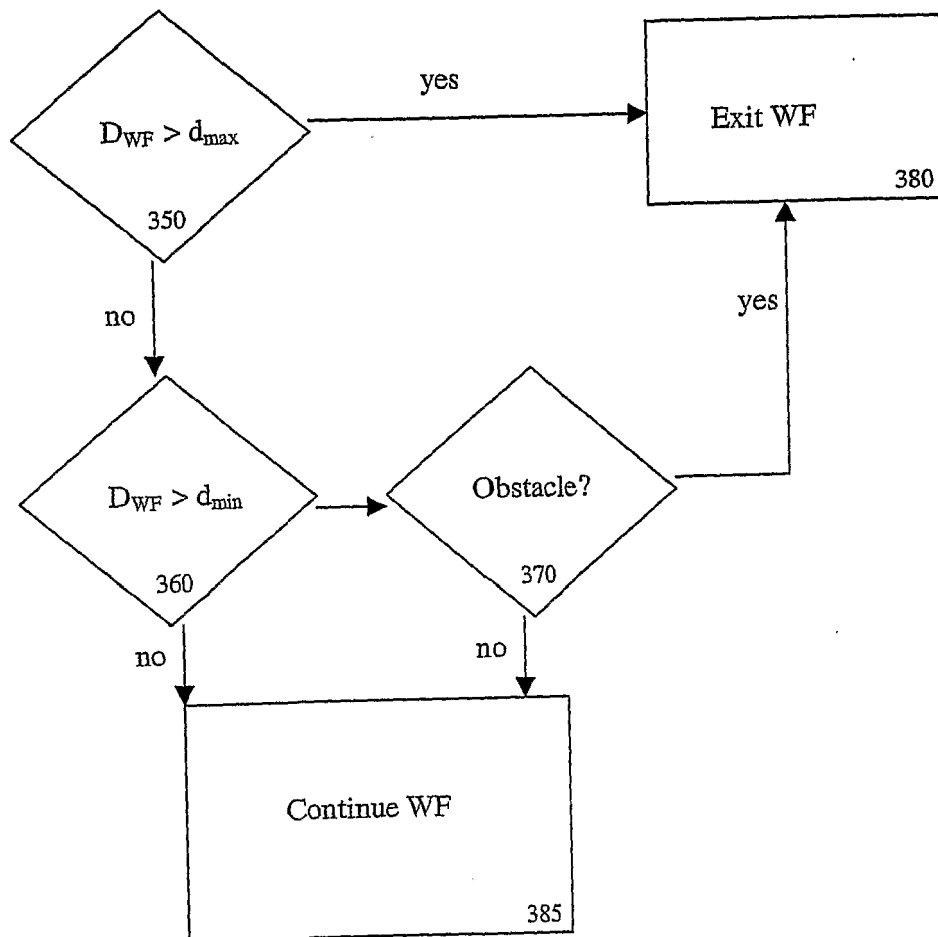 D_WF > d_max
350
yes
Exit WF
380
no
yes
D_WF > d_min
360
Obstacle?
370
no
no
Continue WF
385